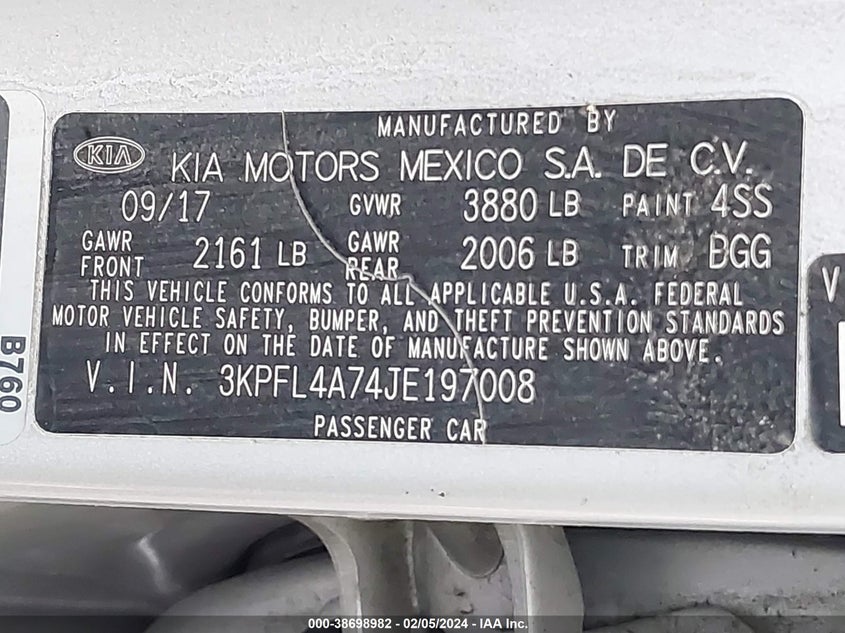 MANUFACTURED BY
KIA KIA MOTORS MEXICO S.A. DE C.V.
09/17 GVWR 3880 LB PAINT 4SS
GAWR FRONT 2161 LB GAWR REAR 2006 LB TRIM BGG
THIS VEHICLE CONFORMS TO ALL APPLICABLE U.S.A. FEDERAL
MOTOR VEHICLE SAFETY, BUMPER, AND THEFT PREVENTION STANDARDS
IN EFFECT ON THE DATE OF MANUFACTURE SHOWN ABOVE.
V.I.N. 3KPFL4A74JE197008
PASSENGER CAR
B760
V
000-38698982 - 02/05/2024 - IAA Inc.